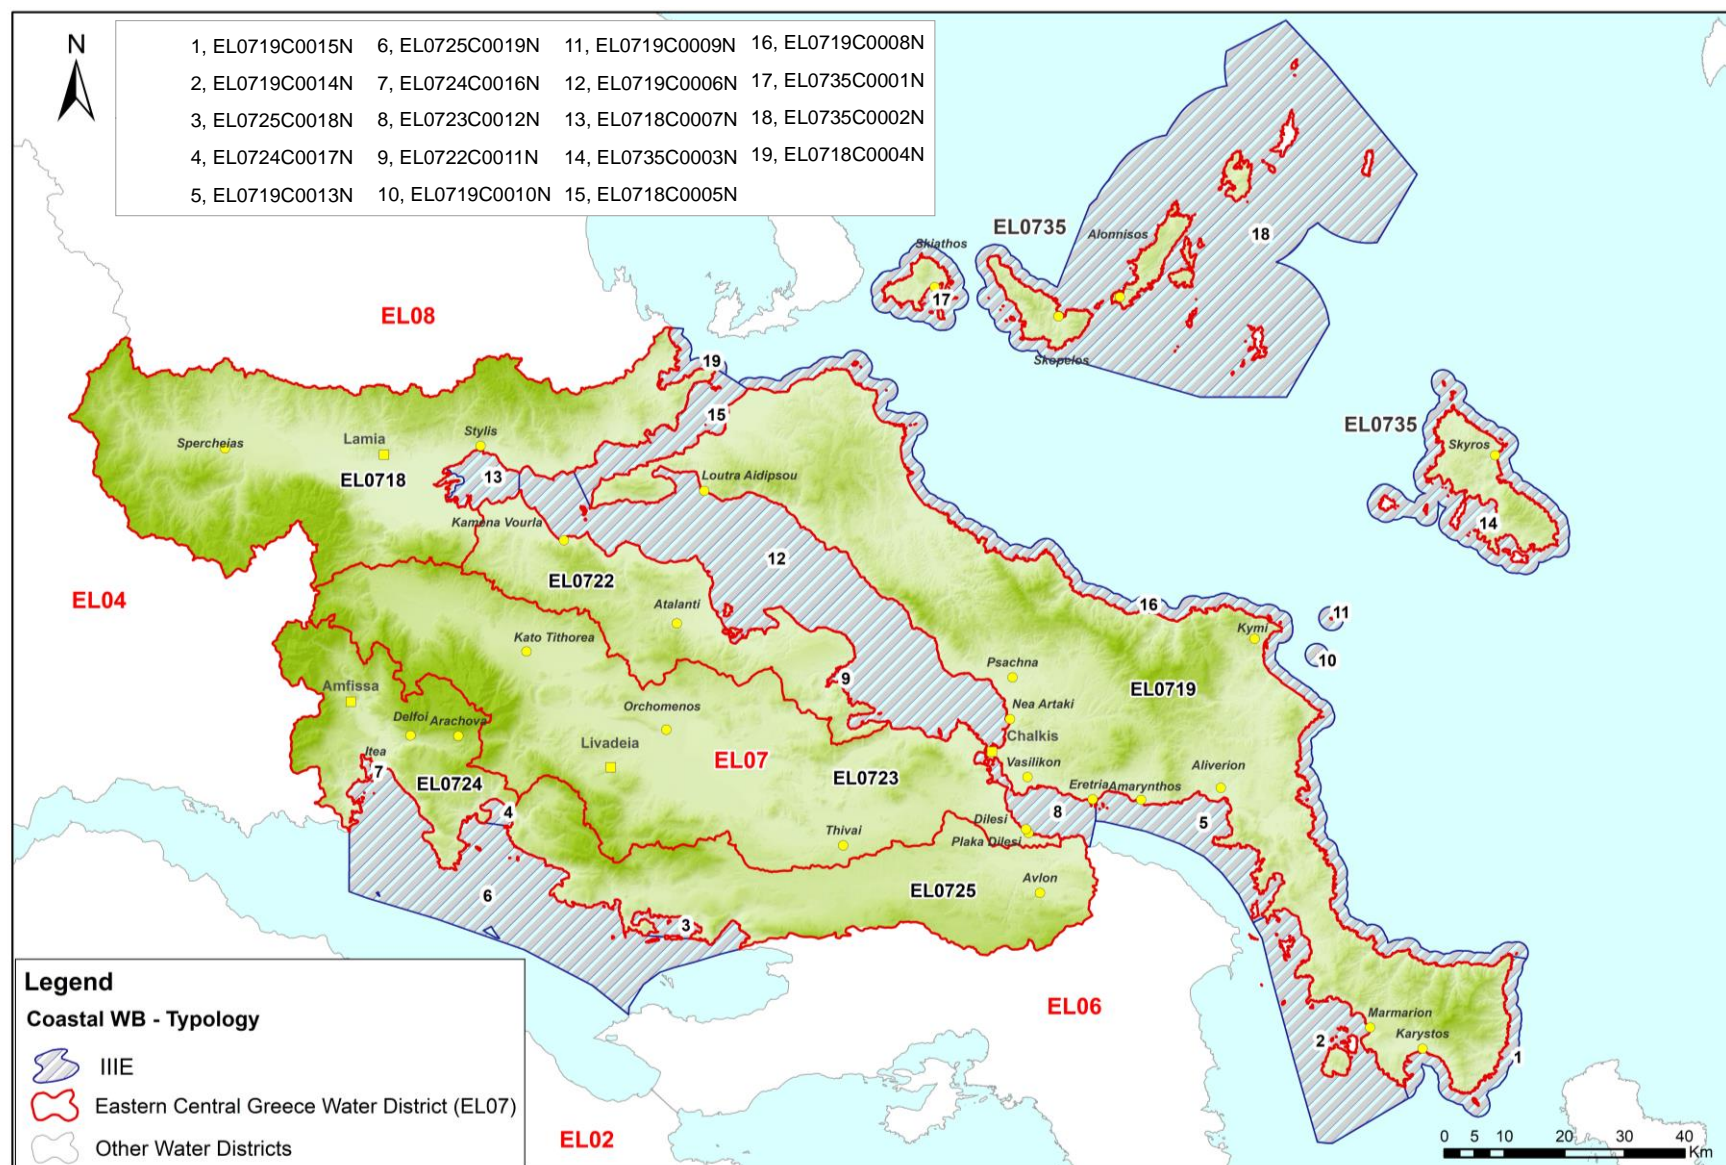 N
1, EL0719C0015N 6, EL0725C0019N 11, EL0719C0009N 16, EL0719C0008N
2, EL0719C0014N 7, EL0724C0016N 12, EL0719C0006N 17, EL0735C0001N
3, EL0725C0018N 8, EL0723C0012N 13, EL0718C0007N 18, EL0735C0002N
4, EL0724C0017N 9, EL0722C0011N 14, EL0735C0003N 19, EL0718C0004N
5, EL0719C0013N 10, EL0719C0010N 15, EL0718C0005N
EL0735
Alonnisos
18
Skiathos
17
EL08
Skopelos
19
15
EL0735
Skyros
14
Spercheias
Lamia
Stylis
EL0718
13
Loutra Aidipsou
Kamena Vourla
12
EL0722
EL04
16
11
Atalanti
Kymi
Kato Tithorea
10
Psachna
9
EL0719
Amfissa
Orchomenos
Nea Artaki
Delfoi
Arachova
Chalkis
Itea
Livadeia
EL07
Vasilikon
Aliverion
7
EL0724
EL0723
Eretria
Amarynthos
4
8
5
Dilesi
Thivai
Plaka Dilesi
6
EL0725
Avlon
3
EL06
Marmarion
2
Karystos
1
EL02
Legend
Coastal WB - Typology
IIIE
Eastern Central Greece Water District (EL07)
Other Water Districts
0 5 10 20 30 40
Km